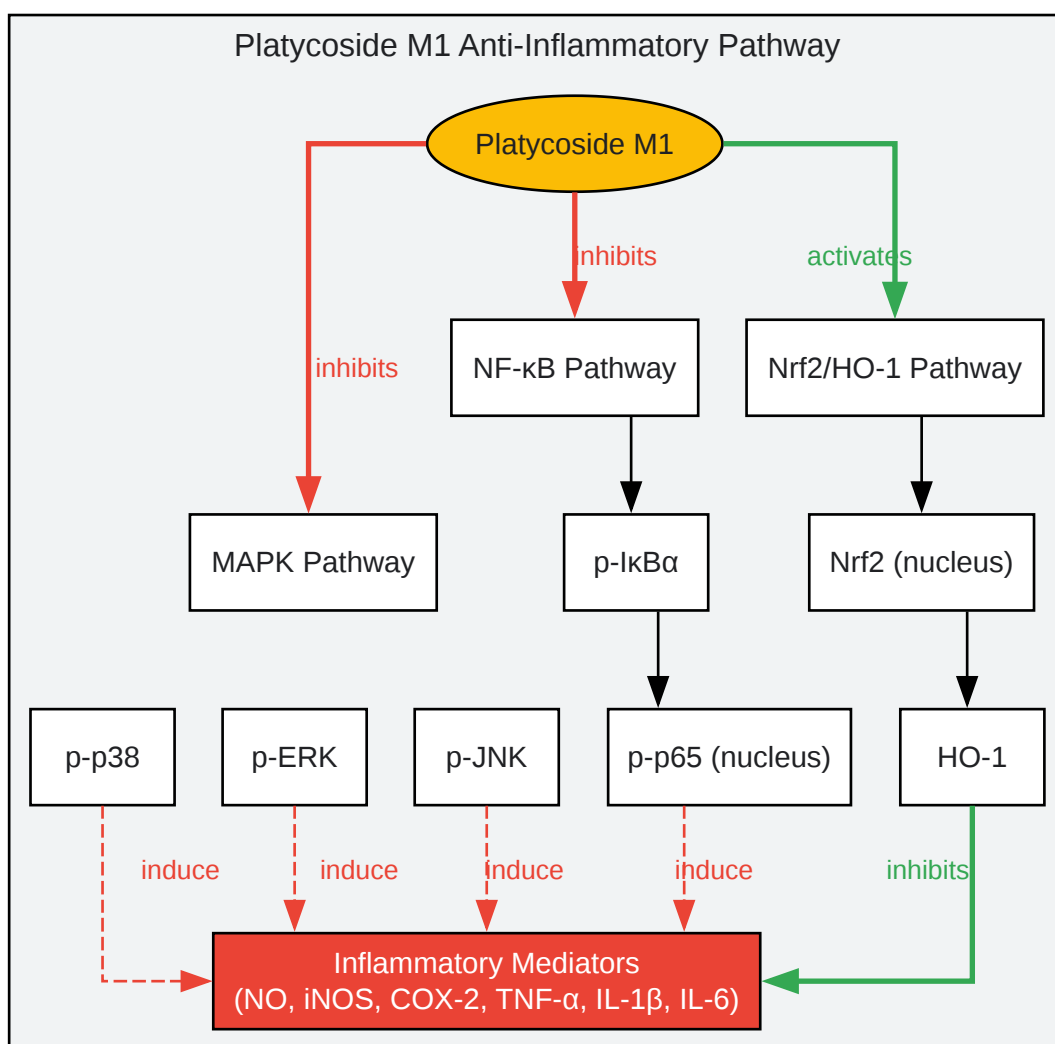 Platycoside M1 Anti-Inflammatory Pathway
Platycoside M1
inhibits
activates
inhibits
NF-κB Pathway
Nrf2/HO-1 Pathway
MAPK Pathway
p-IκBα
Nrf2 (nucleus)
p-p38
p-ERK
p-JNK
p-p65 (nucleus)
HO-1
induce
induce
induce
induce
inhibits
Inflammatory Mediators
(NO, iNOS, COX-2, TNF-α, IL-1β, IL-6)